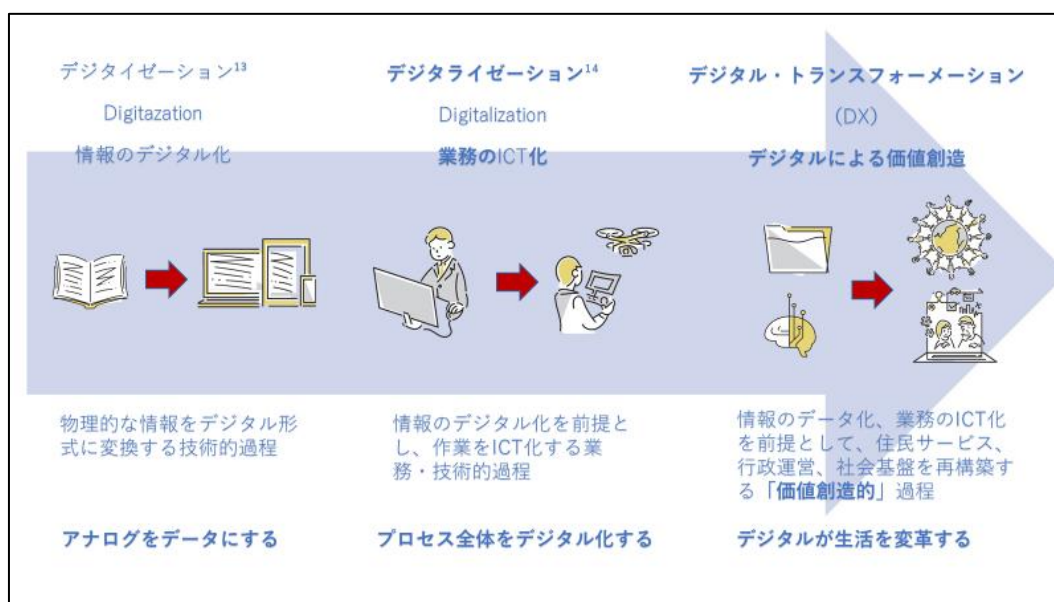 デジタイゼーション¹³
Digitazation
情報のデジタル化
デジタライゼーション¹⁴
Digitalization
業務のICT化
デジタル・トランスフォーメーション
(DX)
デジタルによる価値創造
物理的な情報をデジタル形
式に変換する技術的過程
アナログをデータにする
情報のデジタル化を前提と
し、作業をICT化する業
務・技術的過程
プロセス全体をデジタル化する
情報のデータ化、業務のICT化
を前提として、住民サービス、
行政運営、社会基盤を再構築す
る「価値創造的」過程
デジタルが生活を変革する